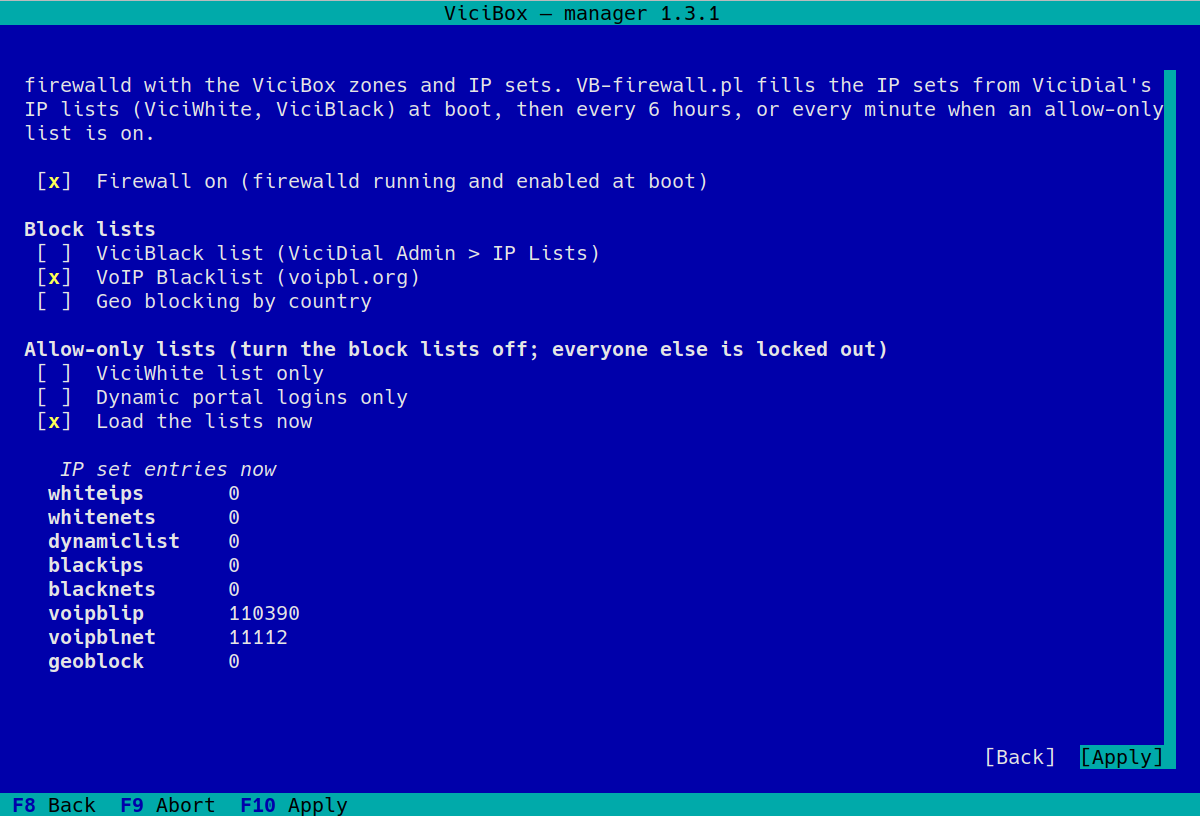 ViciBox — manager 1.3.1
firewalld with the ViciBox zones and IP sets. VB-firewall.pl fills the IP sets from ViciDial's
IP lists (ViciWhite, ViciBlack) at boot, then every 6 hours, or every minute when an allow-only
list is on.
[x] Firewall on (firewalld running and enabled at boot)
Block lists
[ ] ViciBlack list (ViciDial Admin > IP Lists)
[x] VoIP Blacklist (voipbl.org)
[ ] Geo blocking by country
Allow-only lists (turn the block lists off; everyone else is locked out)
[ ] ViciWhite list only
[ ] Dynamic portal logins only
[x] Load the lists now
IP set entries now
whiteips 0
whitenets 0
dynamiclist 0
blackips 0
blacknets 0
voipblip 110390
voipblnet 11112
geoblock 0
[Back] [Apply]
F8 Back F9 Abort F10 Apply